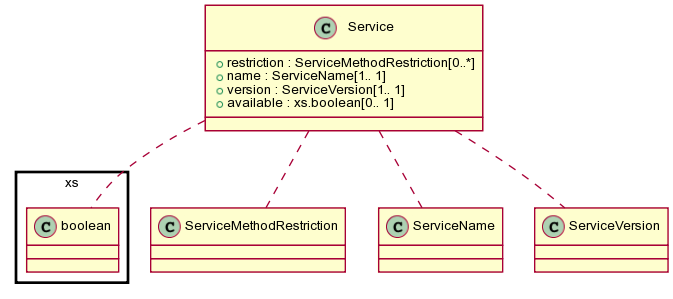 C Service
restriction : ServiceMethodRestriction[0..*]
name : ServiceName[1.. 1]
version : ServiceVersion[1.. 1]
available : xs.boolean[0.. 1]
xs
C boolean
C ServiceMethodRestriction
C ServiceName
C ServiceVersion